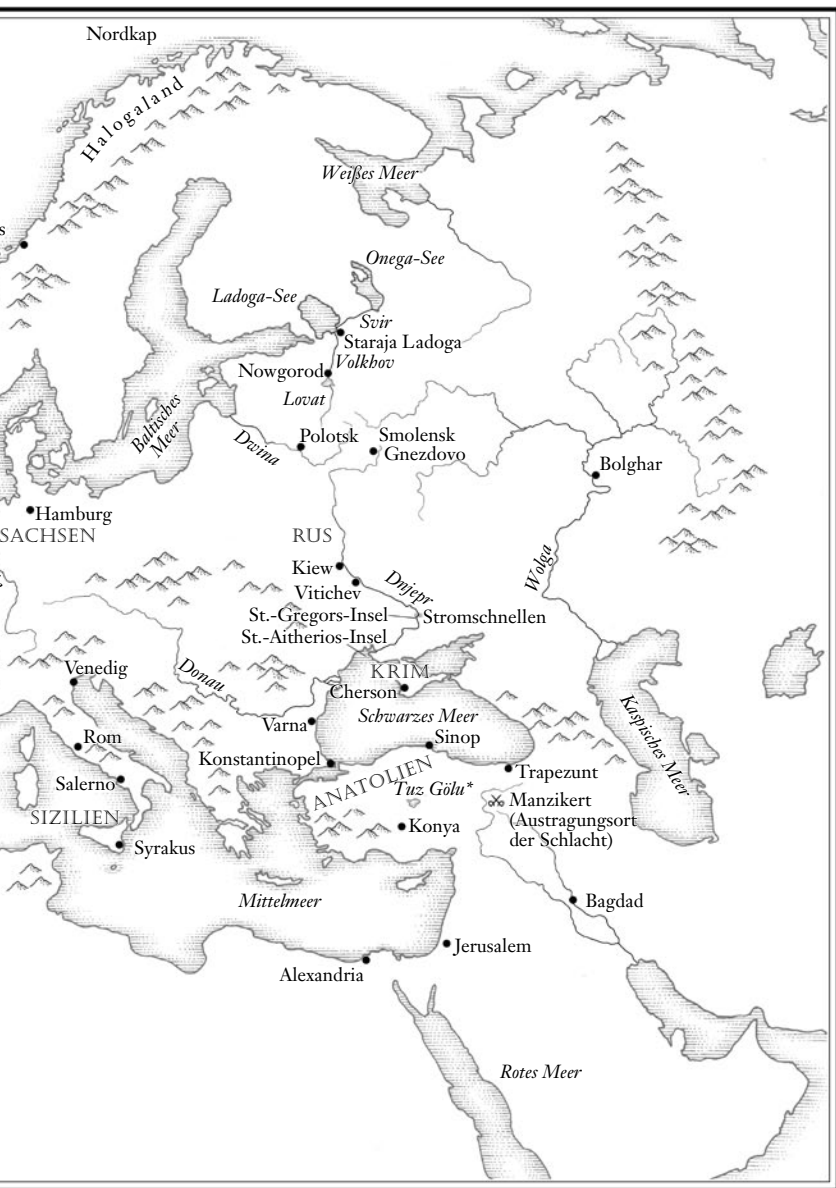 Nordkap
Halogaland
Weißes Meer
s
Onega-See
Ladoga-See
Svir
Staraja Ladoga
Volkhov
Nowgorod
Lovat
Baltisches
Meer
Dwina
Polotsk
Smolensk
Gnezdovo
Bolghar
Hamburg
SACHSEN
RUS
Kiew
Vitichev
Dnjepr
Wolga
St.-Gregors-Insel
Stromschnellen
St.-Aitherios-Insel
Venedig
Donau
KRIM
Cherson
Kaspisches Meer
Varna
Schwarzes Meer
Rom
Sinop
Konstantinopel
ANATOLIEN
Trapezunt
Salerno
Tuz Gölu*
Manzikert
(Austragungsort
der Schlacht)
SIZILIEN
Konya
Syrakus
Mittelmeer
Bagdad
Jerusalem
Alexandria
Rotes Meer